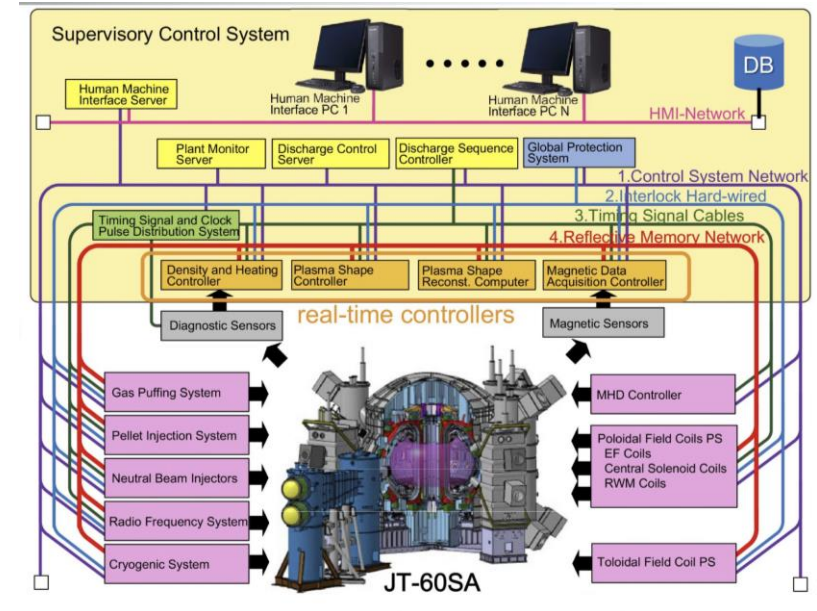 Supervisory Control System
Human Machine
Interface Server
Human Machine
Interface PC 1
Human Machine
Interface PC N
DB
HMI-Network
Plant Monitor
Server
Discharge Control
Server
Discharge Sequence
Controller
Global Protection
System
1.Control System Network
2.Interlock Hard-wired
3.Timing Signal Cables
4.Reflective Memory Network
Timing Signal and Clock
Pulse Distribution System
Density and Heating
Controller
Plasma Shape
Controller
Plasma Shape
Reconst. Computer
Magnetic Data
Acquisition Controller
real-time controllers
Diagnostic Sensors
Magnetic Sensors
Gas Puffing System
Pellet Injection System
Neutral Beam Injectors
Radio Frequency System
Cryogenic System
MHD Controller
Poloidal Field Coils PS
EF Coils
Central Solenoid Coils
RWM Coils
Toloidal Field Coil PS
JT-60SA